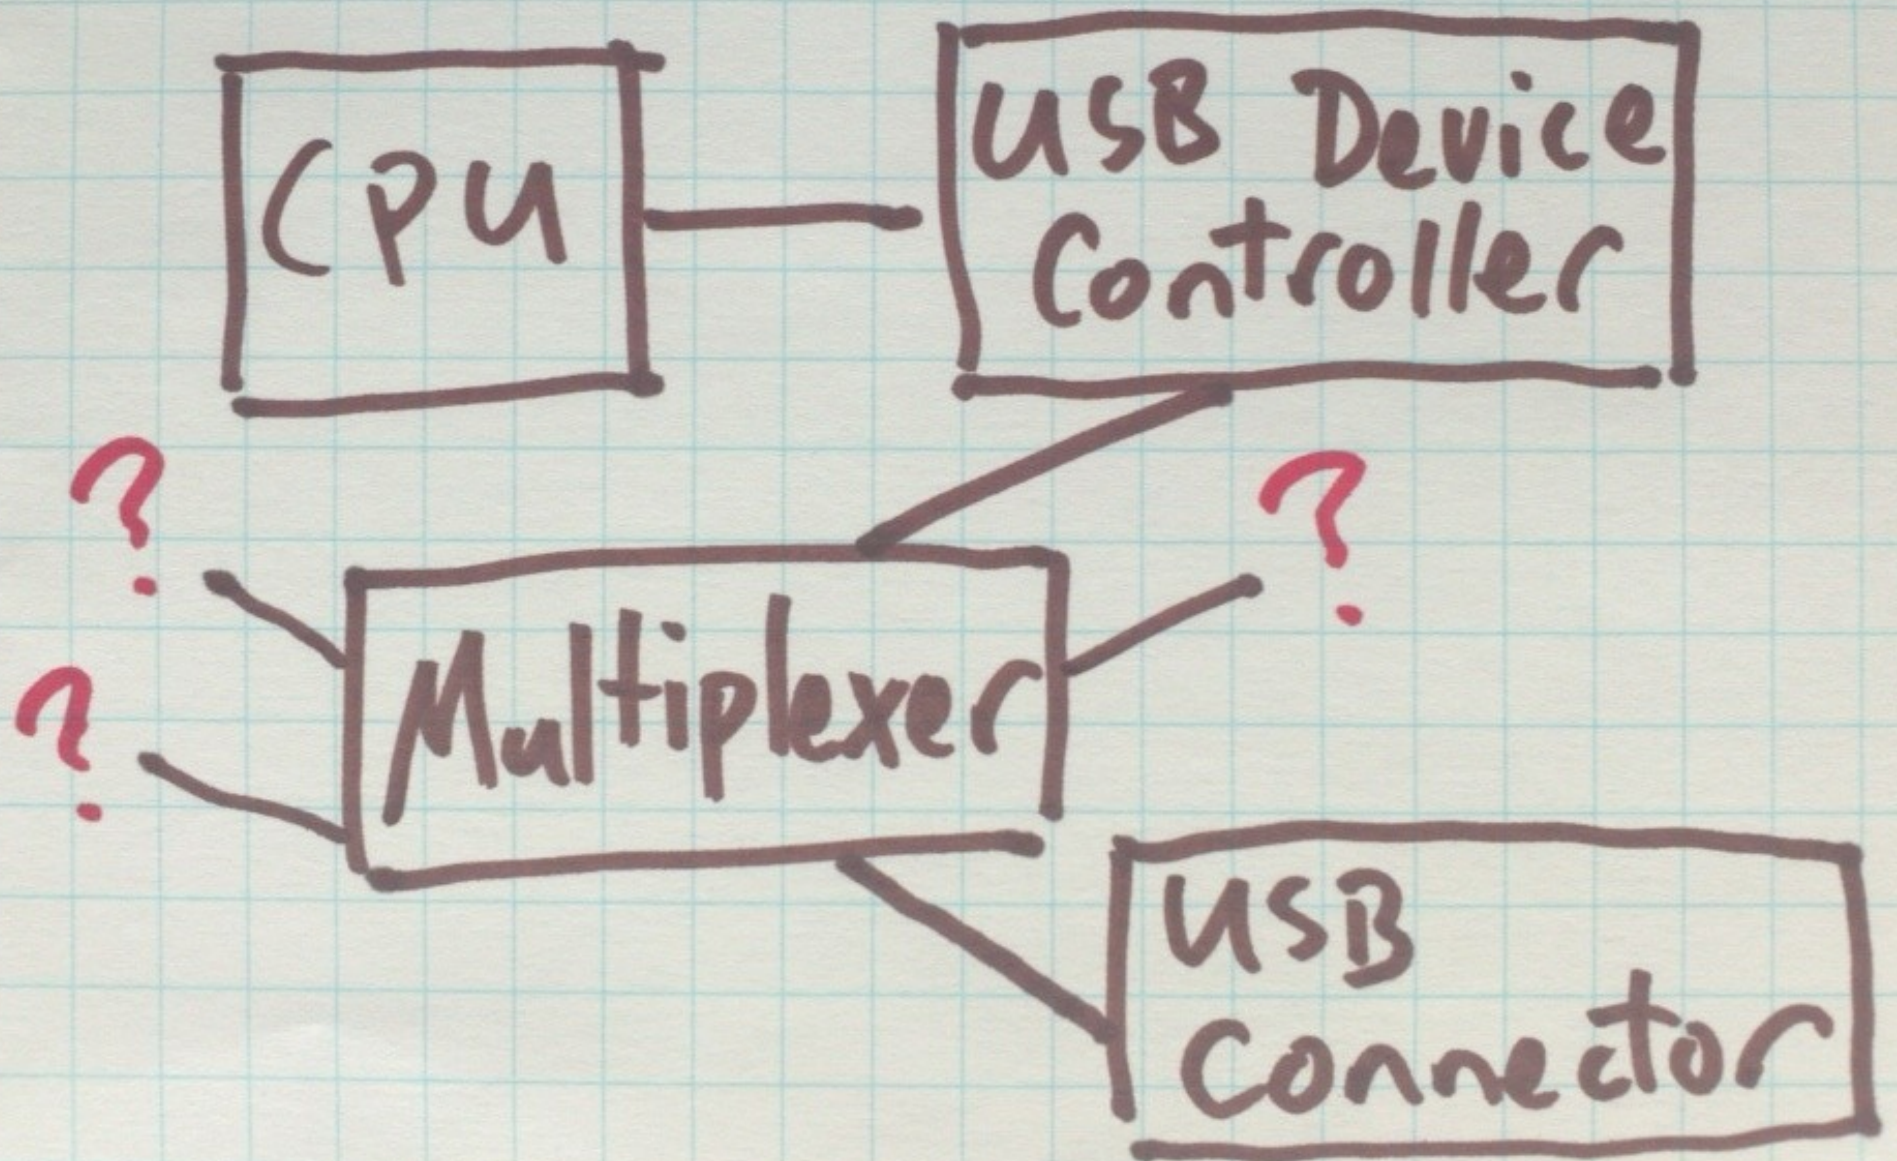 CPU
USB Device
Controller
?
?
?
Multiplexer
USB
Connector